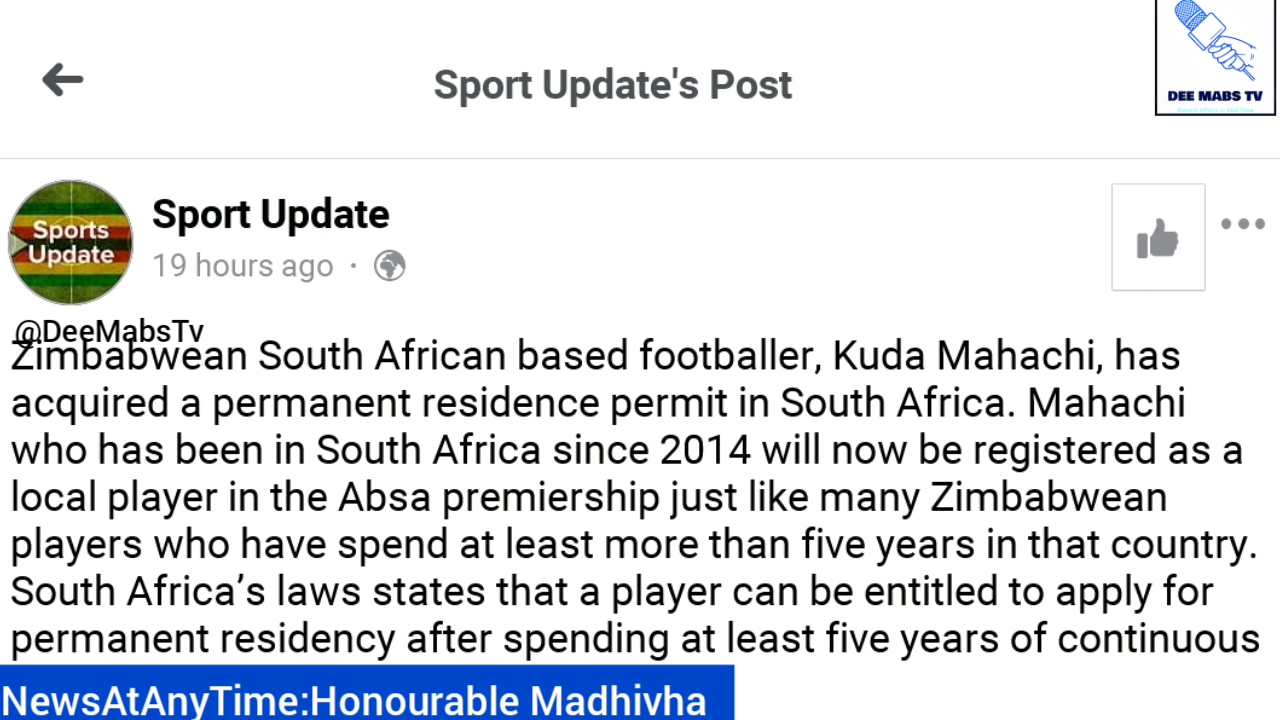 Sport Update's Post
DEE MABS TV
Sports
Update
Sport Update
19 hours ago ·
@DeeMabsTv
Zimbabwean South African based footballer, Kuda Mahachi, has
acquired a permanent residence permit in South Africa. Mahachi
who has been in South Africa since 2014 will now be registered as a
local player in the Absa premiership just like many Zimbabwean
players who have spend at least more than five years in that country.
South Africa’s laws states that a player can be entitled to apply for
permanent residency after spending at least five years of continuous
NewsAtAnyTime:Honourable Madhivha